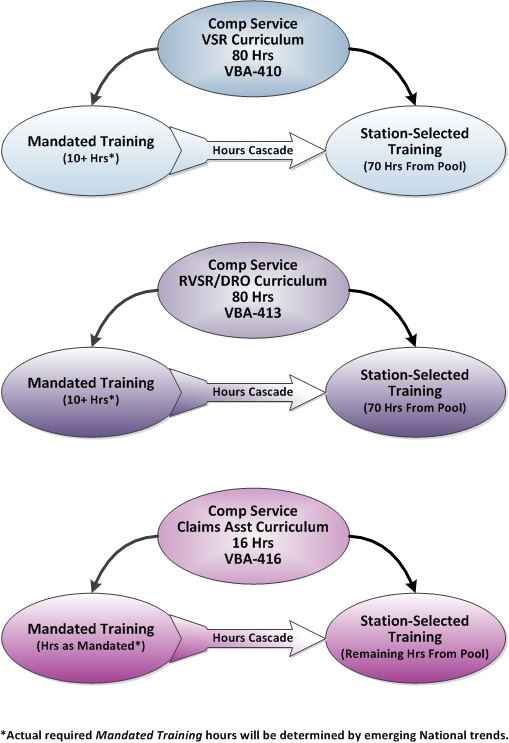 Comp Service
VSR Curriculum
80 Hrs
VBA-410
Mandated Training
(10+ Hrs*)
Hours Cascade
Station-Selected
Training
(70 Hrs From Pool)
Comp Service
RVSR/DRO Curriculum
80 Hrs
VBA-413
Mandated Training
(10+ Hrs*)
Hours Cascade
Station-Selected
Training
(70 Hrs From Pool)
Comp Service
Claims Asst Curriculum
16 Hrs
VBA-416
Mandated Training
(Hrs as Mandated*)
Hours Cascade
Station-Selected
Training
(Remaining Hrs From Pool)
*Actual required Mandated Training hours will be determined by emerging National trends.